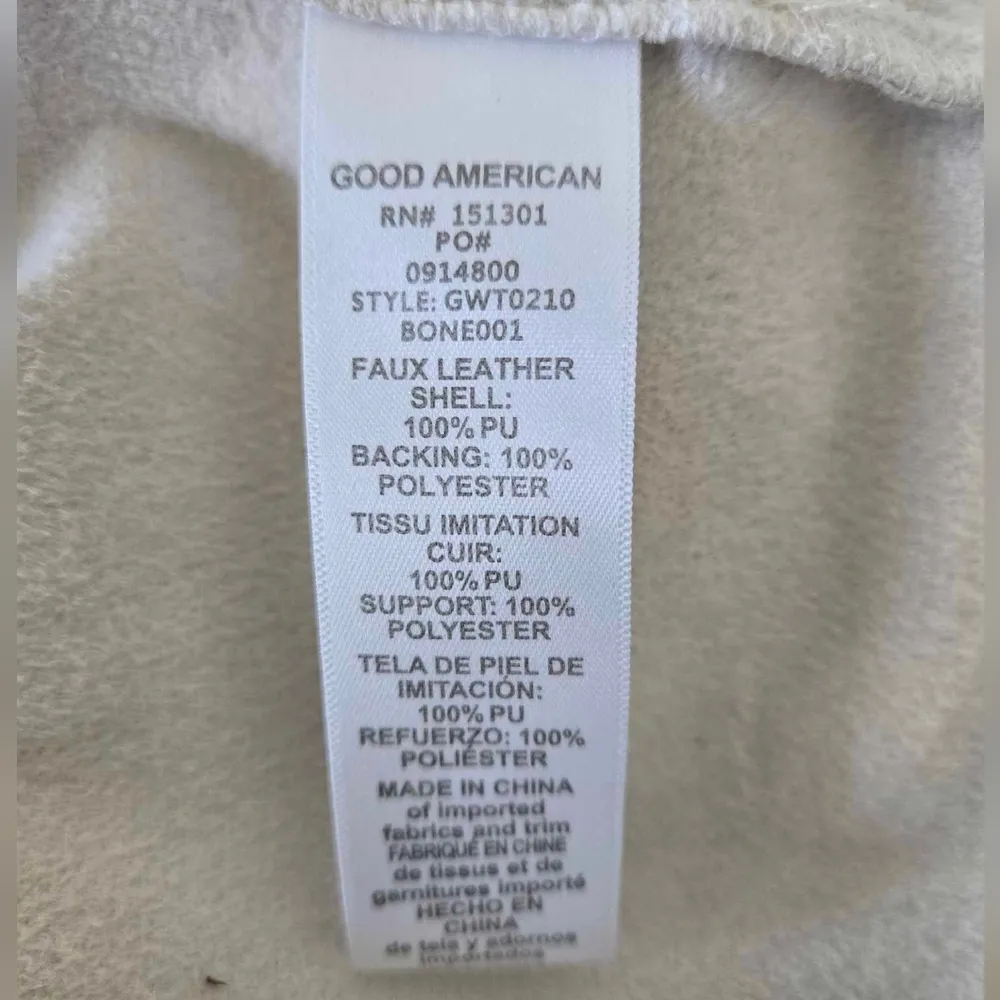 GOOD AMERICAN
RN# 151301
PO#
0914800
STYLE: GWT0210
BONE001
FAUX LEATHER
SHELL:
100% PU
BACKING: 100%
POLYESTER
TISSU IMITATION
CUIR:
100% PU
SUPPORT: 100%
POLYESTER
TELA DE PIEL DE
IMITACIÓN:
100% PU
REFUERZO: 100%
POLIÉSTER
MADE IN CHINA
of imported
fabrics and trim
FABRIQUÉ EN CHINE
de tissus et de
garnitures importé
HECHO EN
CHINA
de tela y adornos
importados